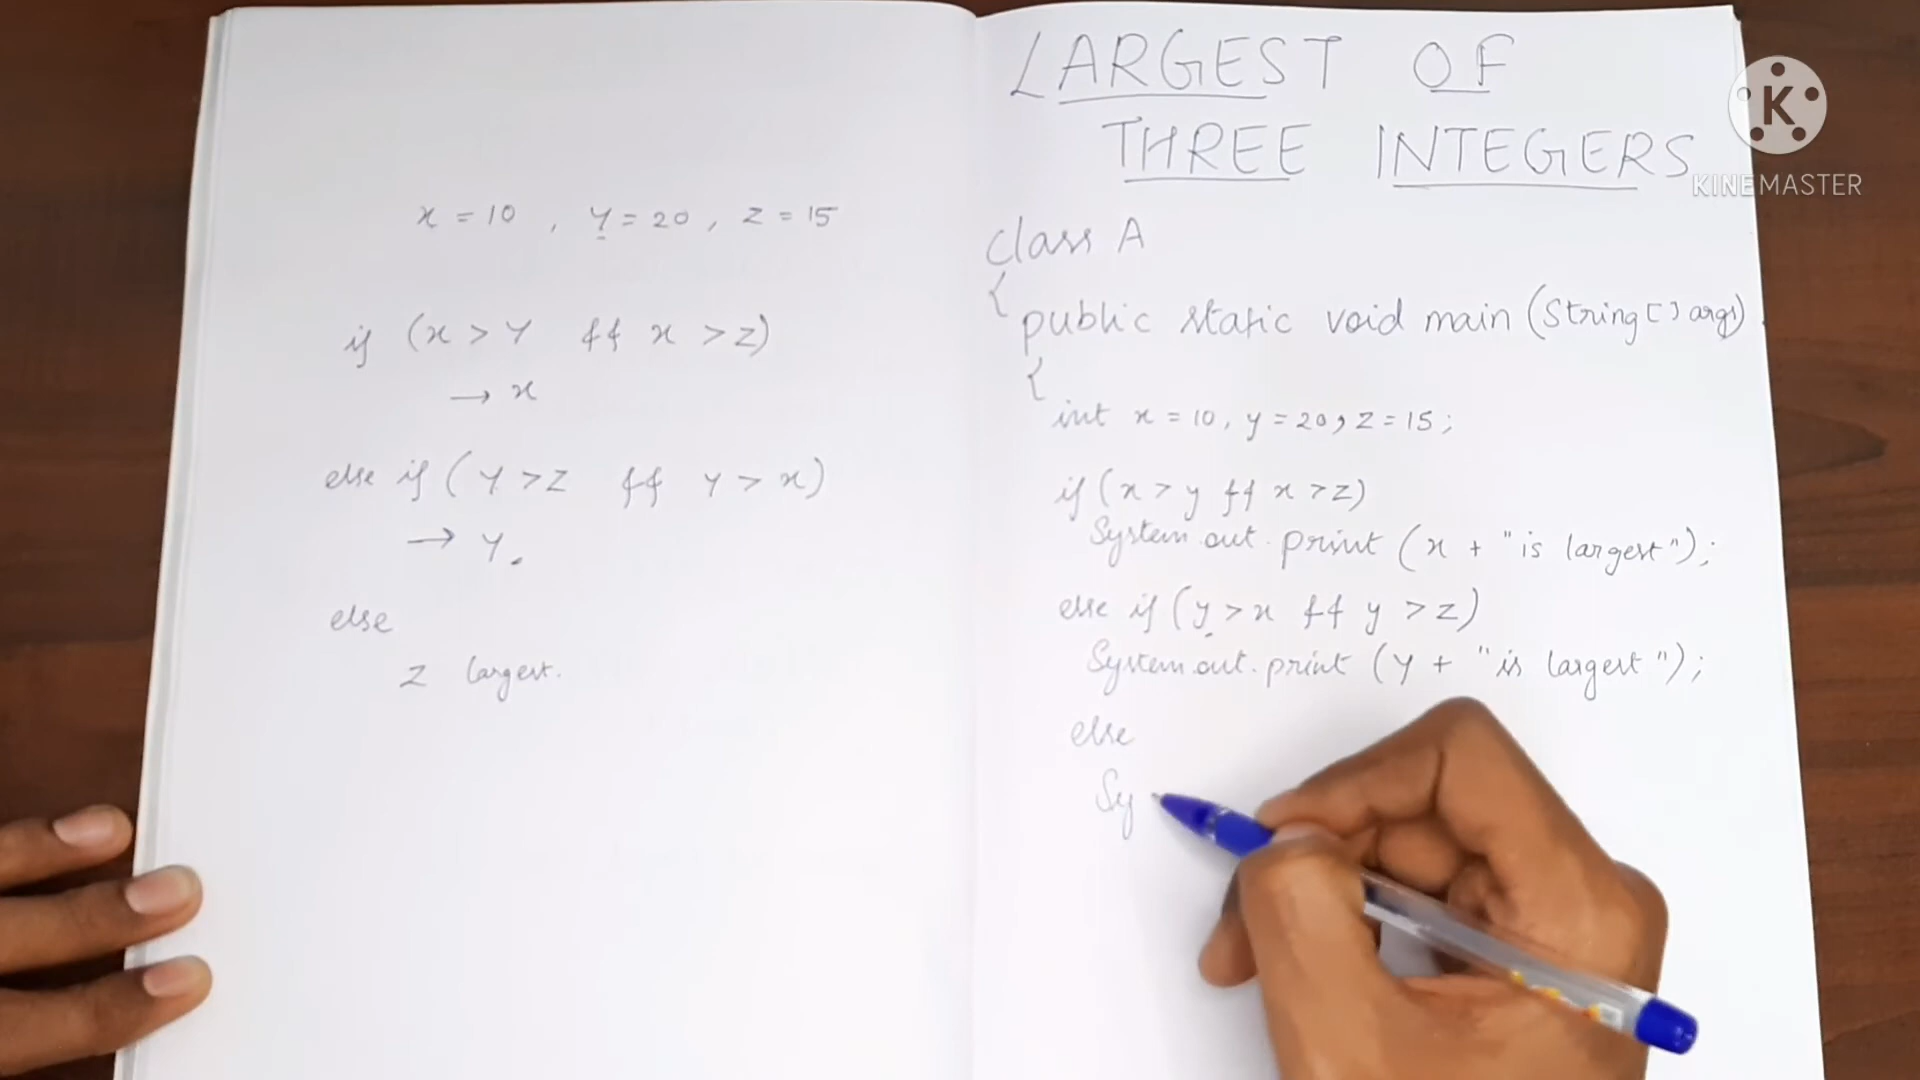 x = 10 , Y = 20 , Z = 15
if (x > Y && x > Z)
→ x
else if (Y > Z && Y > x)
→ Y.
else
Z largest.
LARGEST OF
THREE INTEGERS
class A
{
public static void main (String [] args)
{
int x = 10, y = 20, z = 15;
if (x > y && x > z)
System.out.print (x + "is largest");
else if (y > x && y > z)
System.out.print (y + "is largest");
else
Sy
K
KINEMASTER